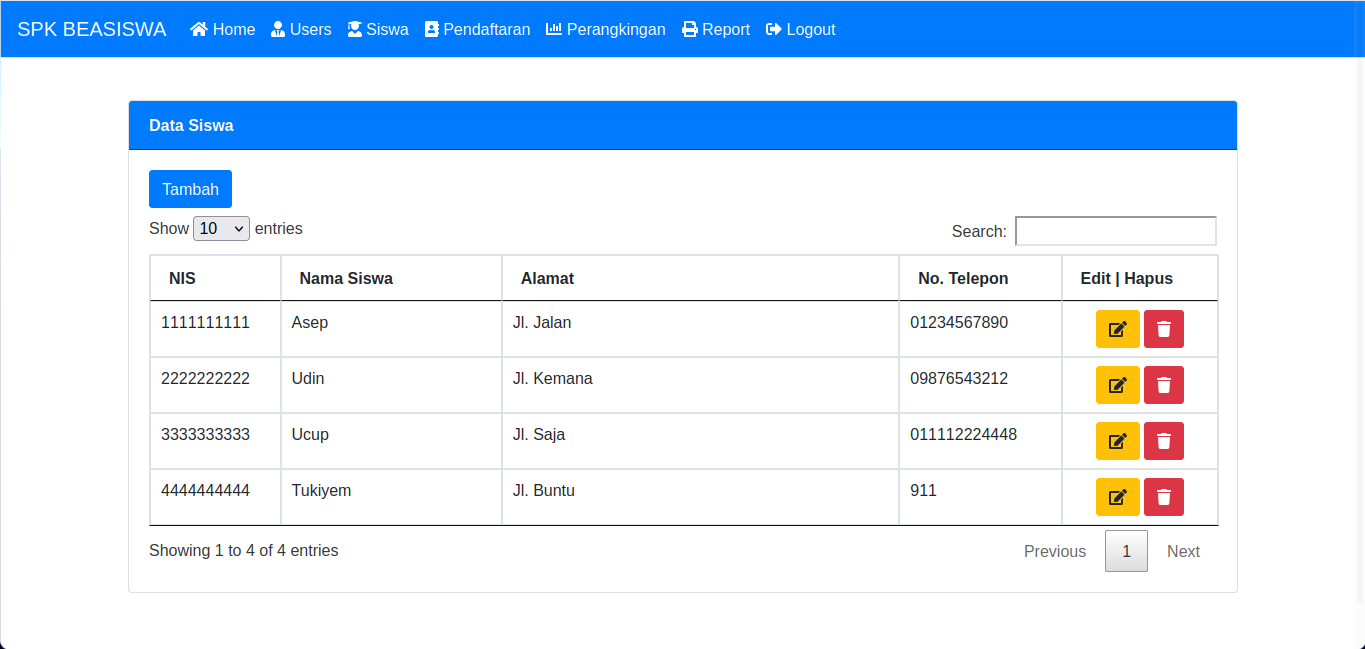 SPK BEASISWA Home Users Siswa Pendaftaran Perangkingan Report Logout
Data Siswa
Tambah
Show 10 entries Search:
NIS Nama Siswa Alamat No. Telepon Edit | Hapus
1111111111 Asep Jl. Jalan 01234567890
2222222222 Udin Jl. Kemana 09876543212
3333333333 Ucup Jl. Saja 011112224448
4444444444 Tukiyem Jl. Buntu 911
Showing 1 to 4 of 4 entries Previous 1 Next